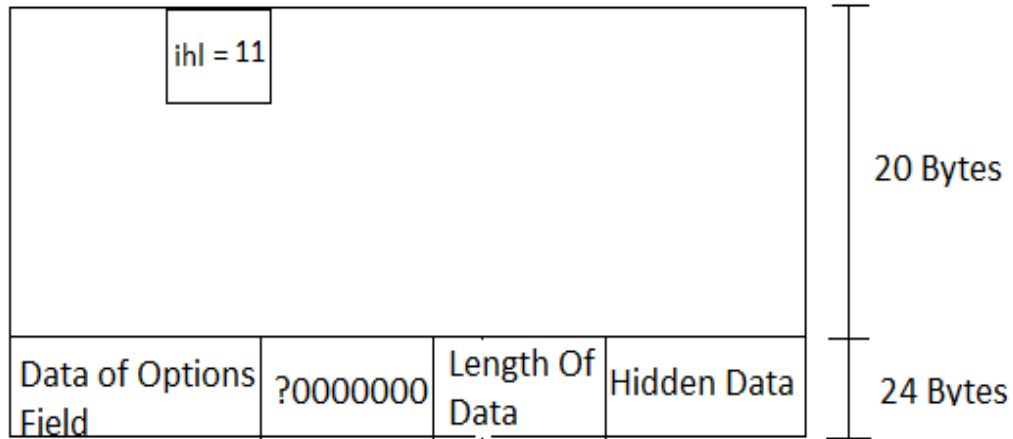 ihl = 11
20 Bytes
Data of Options
Field
?0000000
Length Of
Data
Hidden Data
24 Bytes